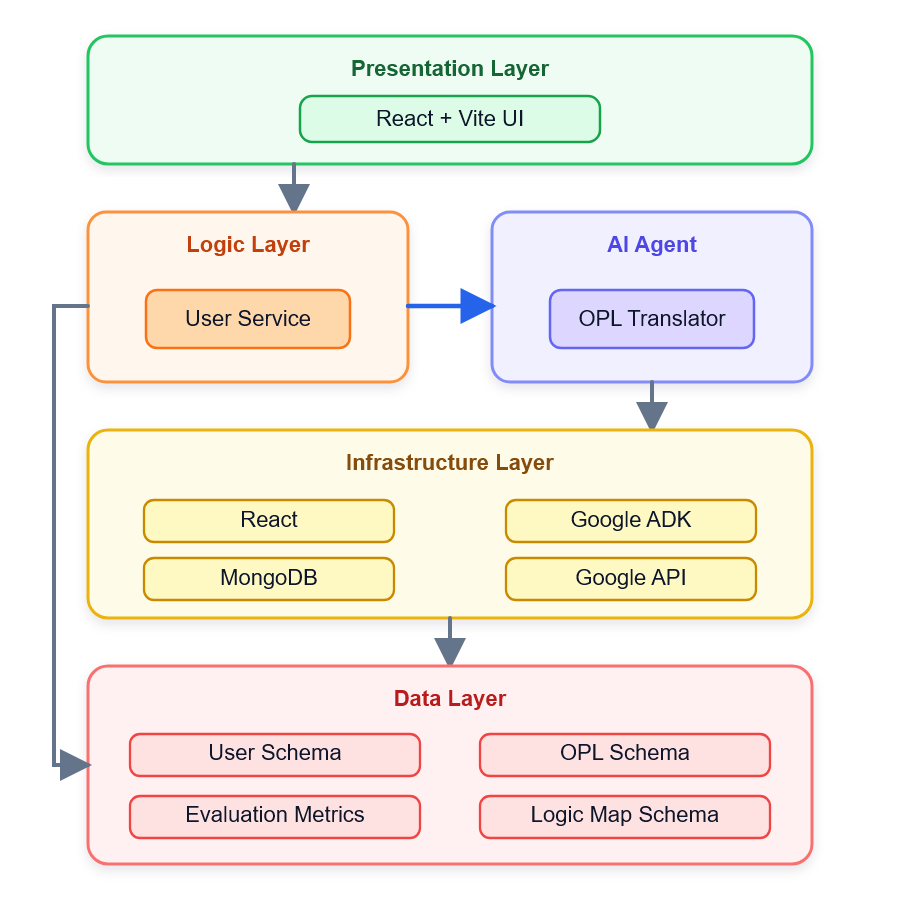 Presentation Layer
React + Vite UI
Logic Layer
User Service
AI Agent
OPL Translator
Infrastructure Layer
React
Google ADK
MongoDB
Google API
Data Layer
User Schema
OPL Schema
Evaluation Metrics
Logic Map Schema